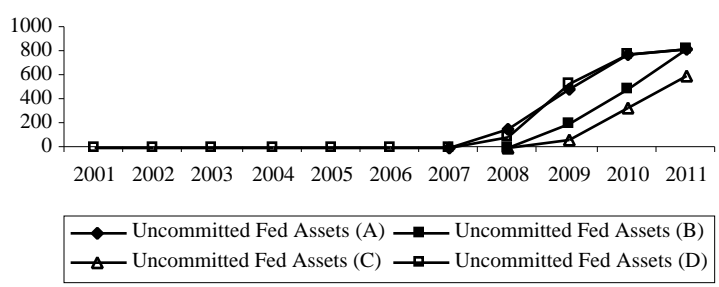 1000
800
600
400
200
0
2001 2002 2003 2004 2005 2006 2007 2008 2009 2010 2011
Uncommitted Fed Assets (A) Uncommitted Fed Assets (B)
Uncommitted Fed Assets (C) Uncommitted Fed Assets (D)